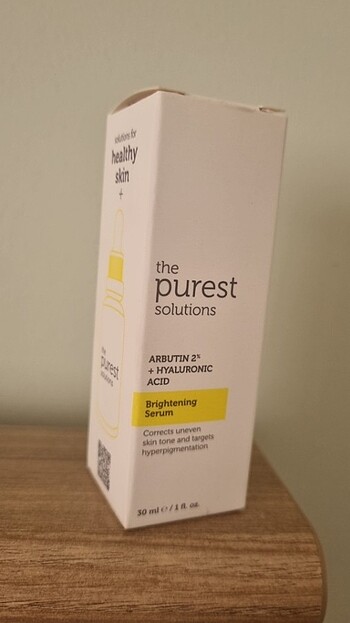 solutions for
healthy
skin
+
the
purest
solutions
the
purest
solutions
ARBUTIN 2%
+ HYALURONIC
ACID
Brightening
Serum
Corrects uneven
skin tone and targets
hyperpigmentation
30 ml ℮ / 1 fl. oz.